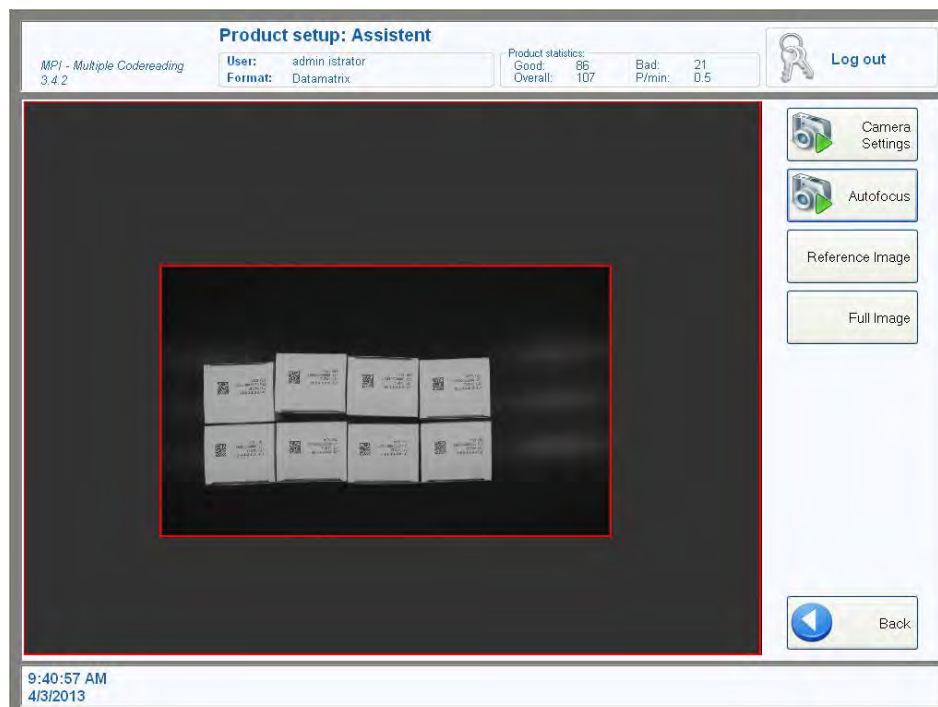 Product setup: Assistent
MPI - Multiple Codereading
3.4.2
User: admin istrator
Format: Datamatrix
Product statistics:
Good: 86 Bad: 21
Overall: 107 P/min: 0.5
Log out
Camera
Settings
Autofocus
Reference Image
Full Image
Back
9:40:57 AM
4/3/2013